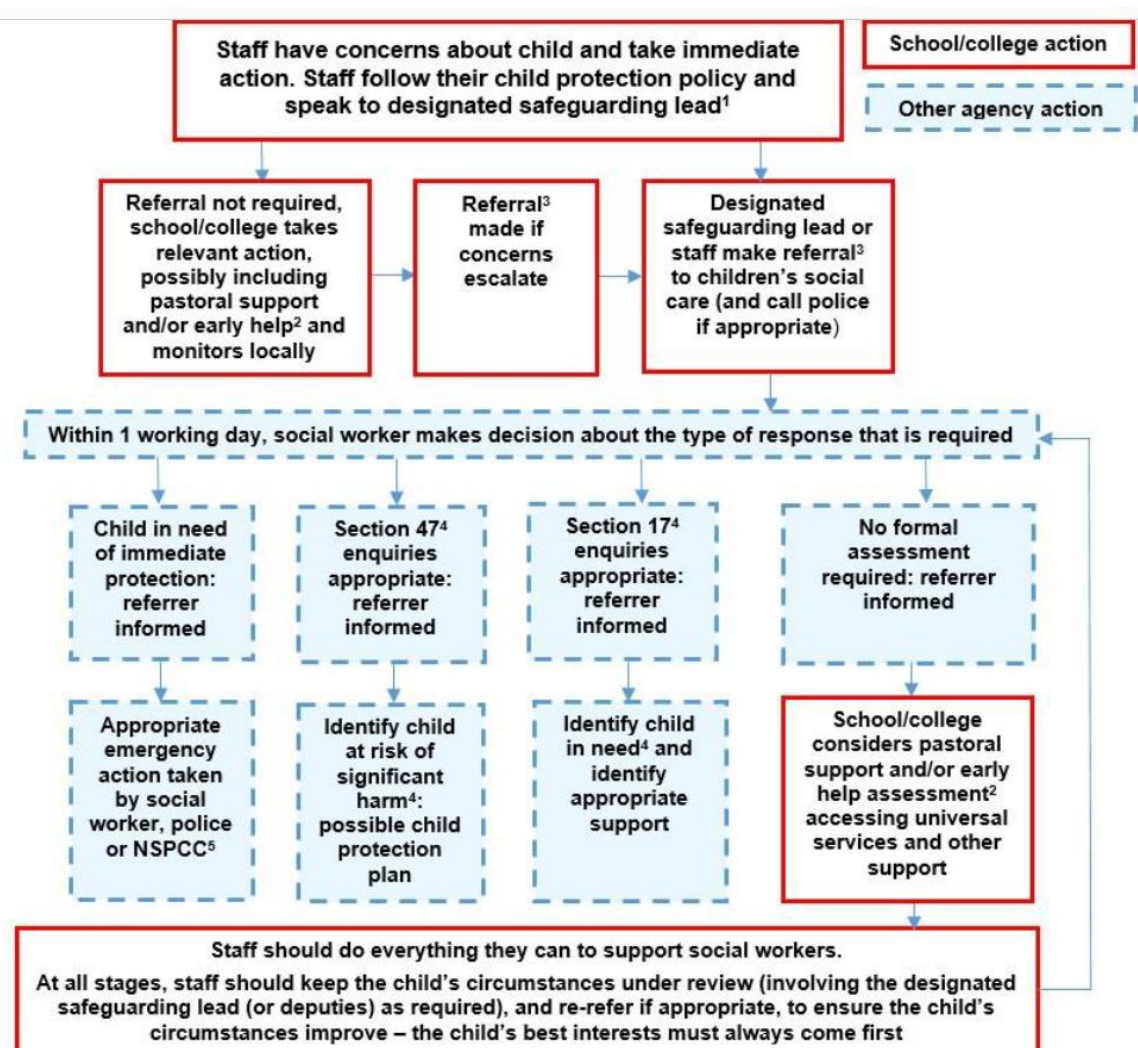 Staff have concerns about child and take immediate
action. Staff follow their child protection policy and
speak to designated safeguarding lead¹
School/college action
Other agency action
Referral not required,
school/college takes
relevant action,
possibly including
pastoral support
and/or early help² and
monitors locally
Referral³
made if
concerns
escalate
Designated
safeguarding lead or
staff make referral³
to children’s social
care (and call police
if appropriate)
Within 1 working day, social worker makes decision about the type of response that is required
Child in need
of immediate
protection:
referrer
informed
Section 47⁴
enquiries
appropriate:
referrer
informed
Section 17⁴
enquiries
appropriate:
referrer
informed
No formal
assessment
required: referrer
informed
Appropriate
emergency
action taken
by social
worker, police
or NSPCC⁵
Identify child
at risk of
significant
harm⁴:
possible child
protection
plan
Identify child
in need⁴ and
identify
appropriate
support
School/college
considers pastoral
support and/or early
help assessment²
accessing universal
services and other
support
Staff should do everything they can to support social workers.
At all stages, staff should keep the child’s circumstances under review (involving the designated
safeguarding lead (or deputies) as required), and re-refer if appropriate, to ensure the child’s
circumstances improve – the child’s best interests must always come first